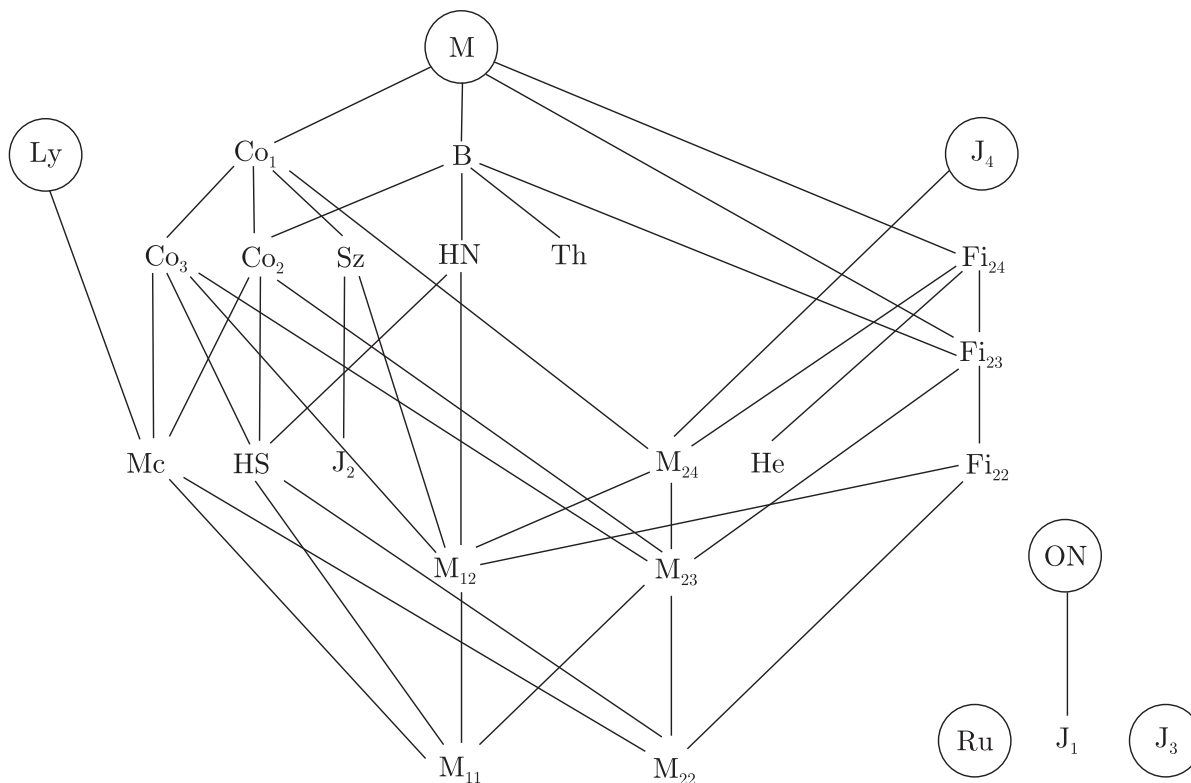 M
Ly
Co₁
B
J₄
Co₃
Co₂
Sz
HN
Th
Fi₂₄
Fi₂₃
Mc
HS
J₂
M₂₄
He
Fi₂₂
M₁₂
M₂₃
ON
M₁₁
M₂₂
Ru
J₁
J₃